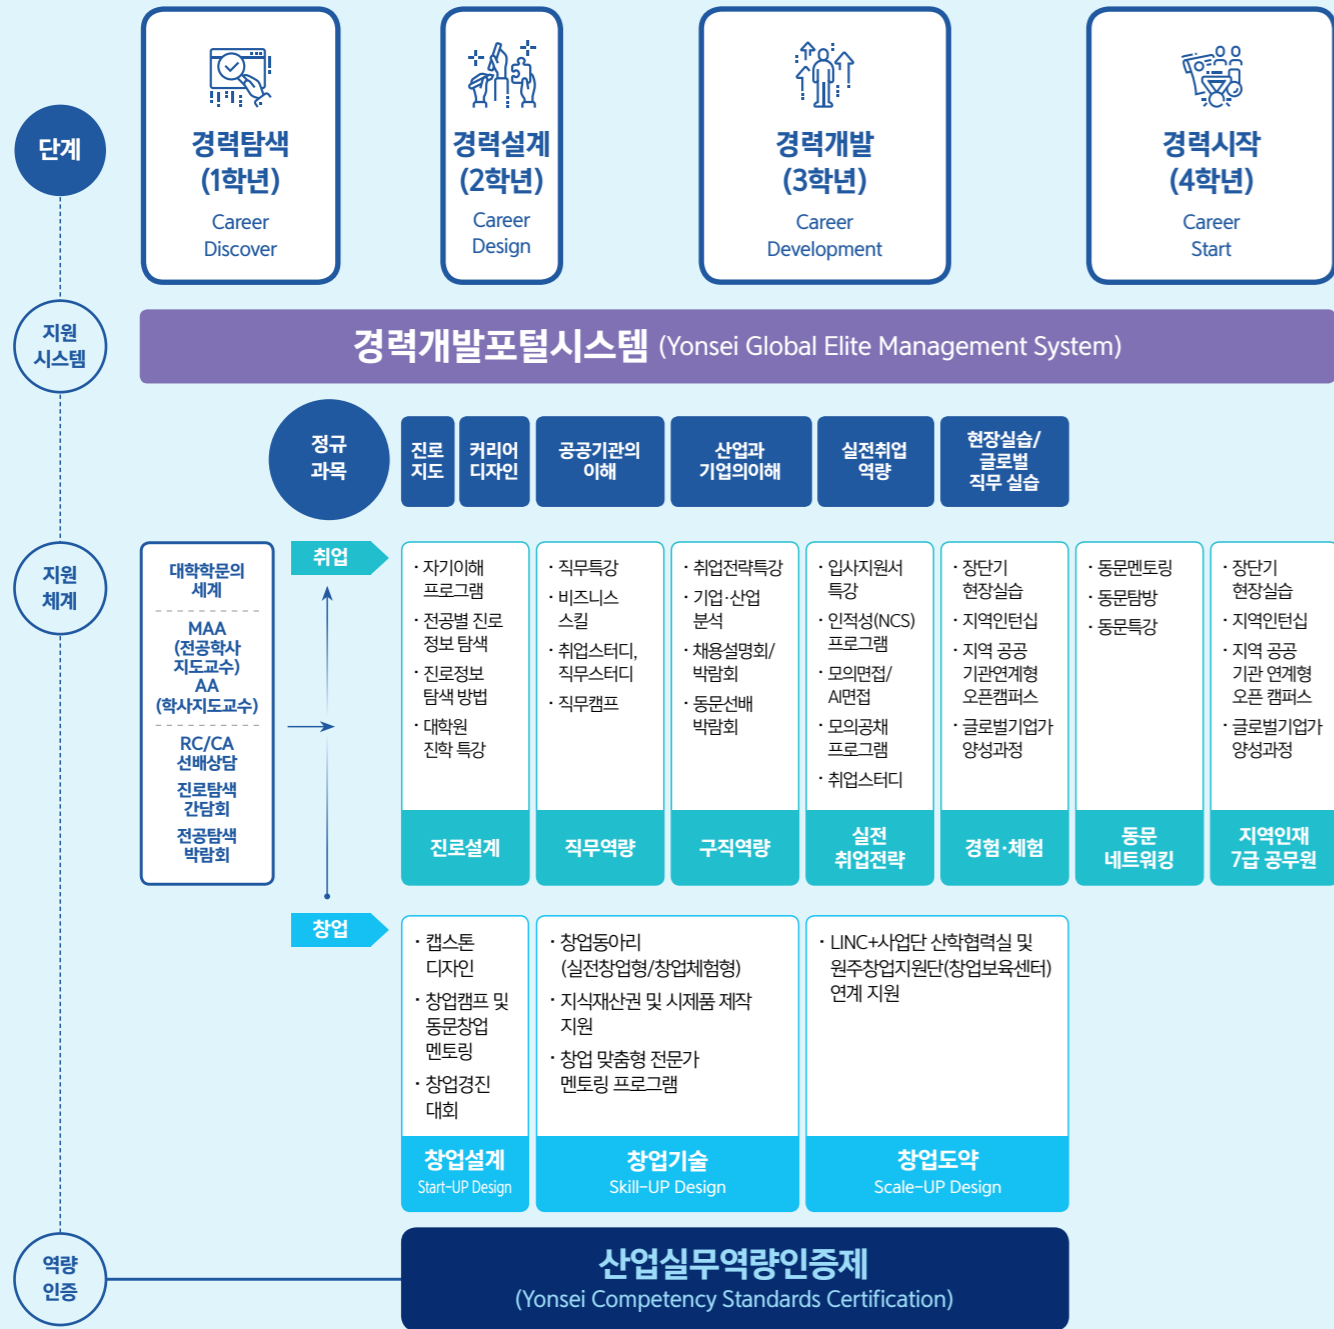 단계
경력탐색
(1학년)
Career
Discover
경력설계
(2학년)
Career
Design
경력개발
(3학년)
Career
Development
경력시작
(4학년)
Career
Start
지원
시스템
경력개발포털시스템 (Yonsei Global Elite Management System)
정규
과목
진로
지도
커리어
디자인
공공기관의
이해
산업과
기업의이해
실전취업
역량
현장실습/
글로벌
직무 실습
지원
체계
대학학문의
세계
MAA
(전공학사
지도교수)
AA
(학사지도교수)
RC/CA
선배상담
진로탐색
간담회
전공탐색
박람회
취업
· 자기이해
프로그램
· 전공별 진로
정보 탐색
· 진로정보
탐색 방법
· 대학원
진학 특강
진로설계
· 직무특강
· 비즈니스
스킬
· 취업스터디,
직무스터디
· 직무캠프
직무역량
· 취업전략특강
· 기업·산업
분석
· 채용설명회/
박람회
· 동문선배
박람회
구직역량
· 입사지원서
특강
· 인적성(NCS)
프로그램
· 모의면접/
AI면접
· 모의공채
프로그램
· 취업스터디
실전
취업전략
· 장단기
현장실습
· 지역인턴십
· 지역 공공
기관연계형
오픈캠퍼스
· 글로벌기업가
양성과정
경험·체험
· 동문멘토링
· 동문탐방
· 동문특강
동문
네트워킹
· 장단기
현장실습
· 지역인턴십
· 지역 공공
기관 연계형
오픈 캠퍼스
· 글로벌기업가
양성과정
지역인재
7급 공무원
창업
· 캡스톤
디자인
· 창업캠프 및
동문창업
멘토링
· 창업경진
대회
창업설계
Start-UP Design
· 창업동아리
(실전창업형/창업체험형)
· 지식재산권 및 시제품 제작
지원
· 창업 맞춤형 전문가
멘토링 프로그램
창업기술
Skill-UP Design
· LINC+사업단 산학협력실 및
원주창업지원단(창업보육센터)
연계 지원
창업도약
Scale-UP Design
역량
인증
산업실무역량인증제
(Yonsei Competency Standards Certification)